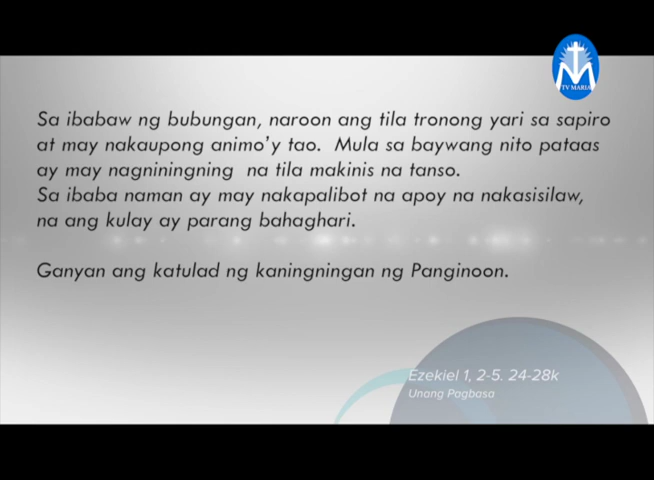 TV MARIA
Sa ibabaw ng bubungan, naroon ang tila tronong yari sa sapiro
at may nakaupong animo'y tao. Mula sa baywang nito pataas
ay may nagniningning na tila makinis na tanso.
Sa ibaba naman ay may nakapalibot na apoy na nakasisilaw,
na ang kulay ay parang bahaghari.
Ganyan ang katulad ng kaningningan ng Panginoon.
Ezekiel 1, 2-5. 24-28k
Unang Pagbasa